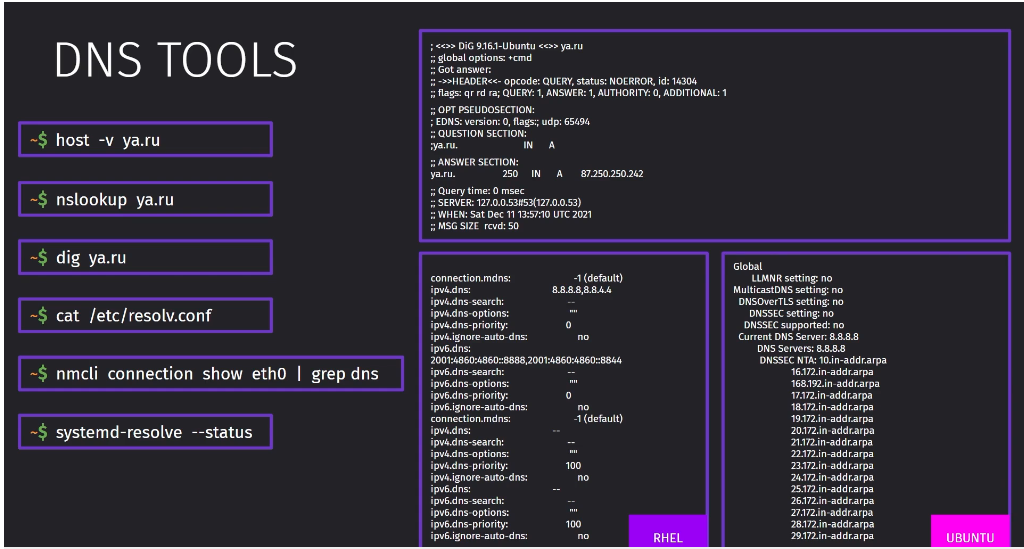 DNS TOOLS
~$ host -v ya.ru
~$ nslookup ya.ru
~$ dig ya.ru
~$ cat /etc/resolv.conf
~$ nmcli connection show eth0 | grep dns
~$ systemd-resolve --status
; <<>> DiG 9.16.1-Ubuntu <<>> ya.ru
;; global options: +cmd
;; Got answer:
;; ->>HEADER<<- opcode: QUERY, status: NOERROR, id: 14304
;; flags: qr rd ra; QUERY: 1, ANSWER: 1, AUTHORITY: 0, ADDITIONAL: 1
;; OPT PSEUDOSECTION:
; EDNS: version: 0, flags:; udp: 65494
;; QUESTION SECTION:
;ya.ru. IN A
;; ANSWER SECTION:
ya.ru. 250 IN A 87.250.250.242
;; Query time: 0 msec
;; SERVER: 127.0.0.53#53(127.0.0.53)
;; WHEN: Sat Dec 11 13:57:10 UTC 2021
;; MSG SIZE rcvd: 50
connection.mdns: -1 (default)
ipv4.dns: 8.8.8.8,8.8.4.4
ipv4.dns-search: --
ipv4.dns-options: ""
ipv4.dns-priority: 0
ipv4.ignore-auto-dns: no
ipv6.dns:
2001:4860:4860::8888,2001:4860:4860::8844
ipv6.dns-search: --
ipv6.dns-options: ""
ipv6.dns-priority: 0
ipv6.ignore-auto-dns: no
connection.mdns: -1 (default)
ipv4.dns: --
ipv4.dns-search: --
ipv4.dns-options: ""
ipv4.dns-priority: 100
ipv4.ignore-auto-dns: no
ipv6.dns: --
ipv6.dns-search: --
ipv6.dns-options: ""
ipv6.dns-priority: 100
ipv6.ignore-auto-dns: no
RHEL
Global
LLMNR setting: no
MulticastDNS setting: no
DNSOverTLS setting: no
DNSSEC setting: no
DNSSEC supported: no
Current DNS Server: 8.8.8.8
DNS Servers: 8.8.8.8
DNSSEC NTA: 10.in-addr.arpa
16.172.in-addr.arpa
168.192.in-addr.arpa
17.172.in-addr.arpa
18.172.in-addr.arpa
19.172.in-addr.arpa
20.172.in-addr.arpa
21.172.in-addr.arpa
22.172.in-addr.arpa
23.172.in-addr.arpa
24.172.in-addr.arpa
25.172.in-addr.arpa
26.172.in-addr.arpa
27.172.in-addr.arpa
28.172.in-addr.arpa
29.172.in-addr.arpa
UBUNTU